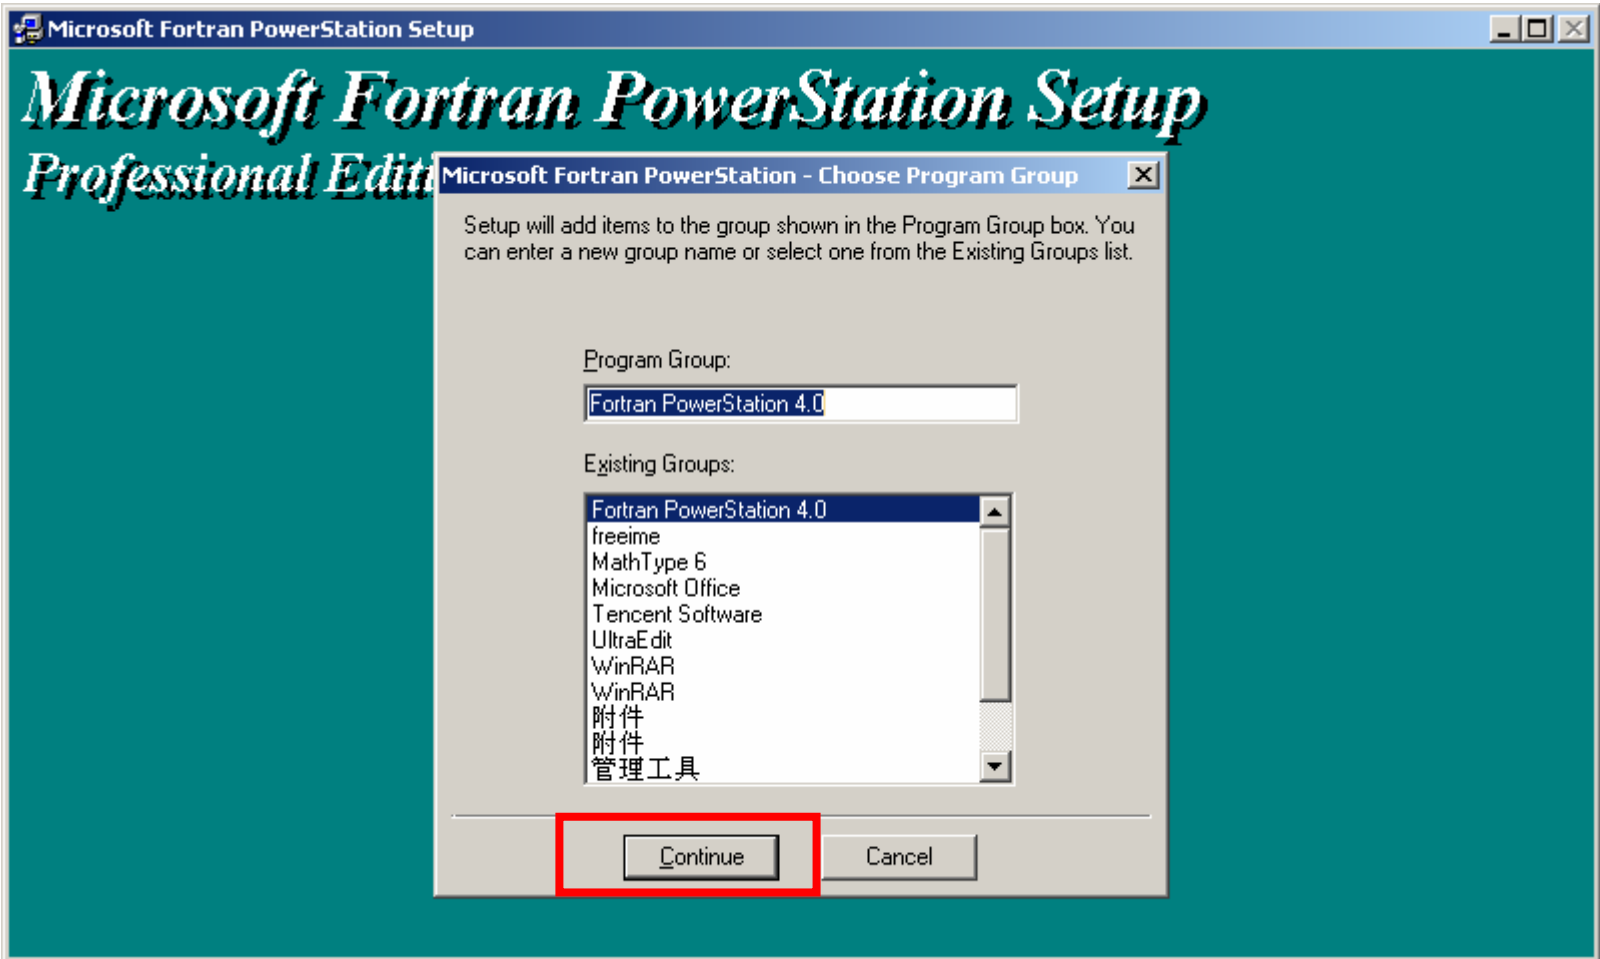 Microsoft Fortran PowerStation Setup
Microsoft Fortran PowerStation Setup
Professional Editi
Microsoft Fortran PowerStation - Choose Program Group
Setup will add items to the group shown in the Program Group box. You
can enter a new group name or select one from the Existing Groups list.
Program Group:
Fortran PowerStation 4.0
Existing Groups:
Fortran PowerStation 4.0
freeime
MathType 6
Microsoft Office
Tencent Software
UltraEdit
WinRAR
WinRAR
附件
附件
管理工具
Continue
Cancel